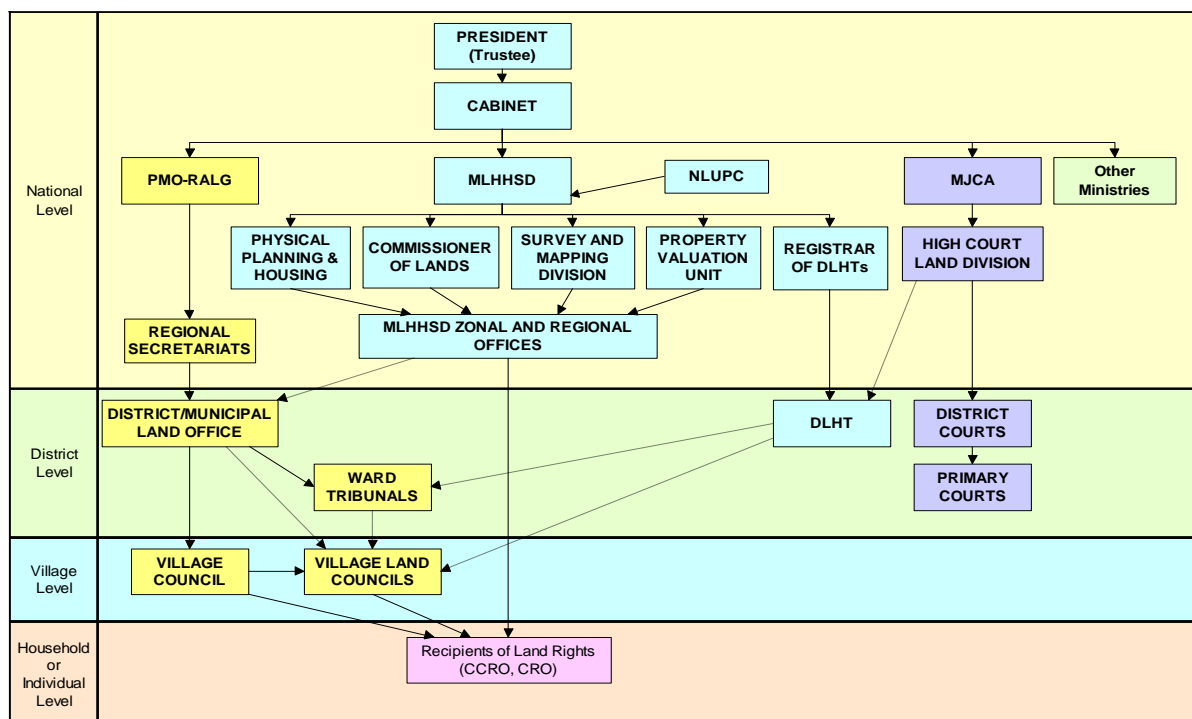 PRESIDENT
(Trustee)
CABINET
National
Level
PMO-RALG
MLHHSD
NLUPC
MJCA
Other
Ministries
PHYSICAL
PLANNING &
HOUSING
COMMISSIONER
OF LANDS
SURVEY AND
MAPPING
DIVISION
PROPERTY
VALUATION
UNIT
REGISTRAR
OF DLHTs
HIGH COURT
LAND DIVISION
REGIONAL
SECRETARIATS
MLHHSD ZONAL AND REGIONAL
OFFICES
District
Level
DISTRICT/MUNICIPAL
LAND OFFICE
DLHT
DISTRICT
COURTS
WARD
TRIBUNALS
PRIMARY
COURTS
Village
Level
VILLAGE
COUNCIL
VILLAGE LAND
COUNCILS
Household
or
Individual
Level
Recipients of Land Rights
(CCRO, CRO)